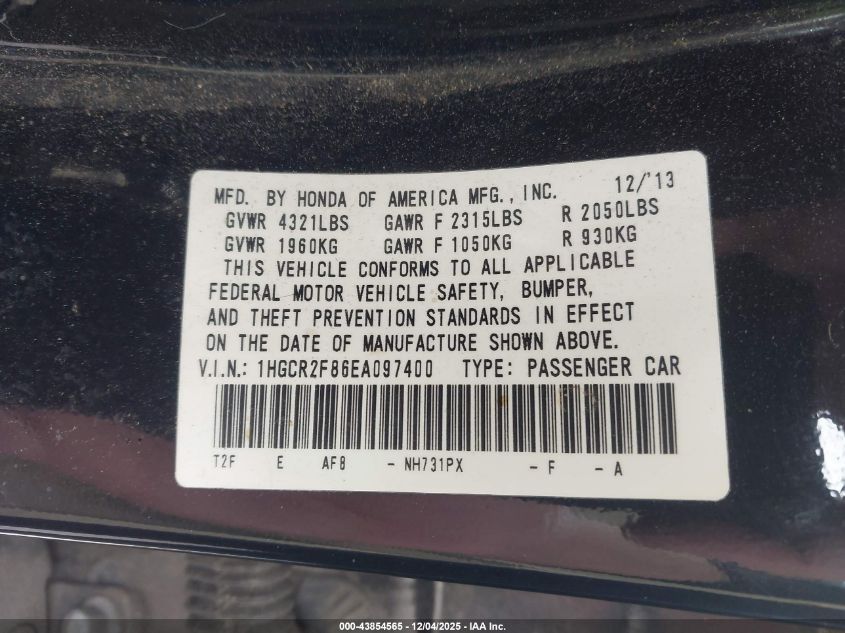 MFD. BY HONDA OF AMERICA MFG., INC. 12/'13
GVWR 4321LBS GAWR F 2315LBS R 2050LBS
GVWR 1960KG GAWR F 1050KG R 930KG
THIS VEHICLE CONFORMS TO ALL APPLICABLE
FEDERAL MOTOR VEHICLE SAFETY, BUMPER,
AND THEFT PREVENTION STANDARDS IN EFFECT
ON THE DATE OF MANUFACTURE SHOWN ABOVE.
V.I.N.: 1HGCR2F86EA097400 TYPE: PASSENGER CAR
T2F E AF8 - NH731PX - F - A
000-43854565 - 12/04/2025 - IAA Inc.